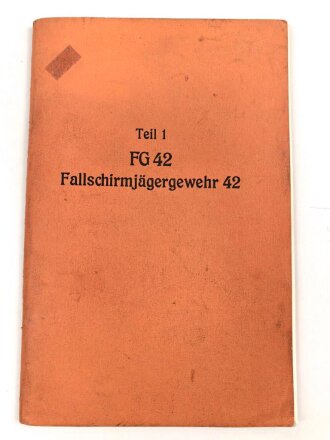 Teil 1
FG 42
Fallschirmjägergewehr 42